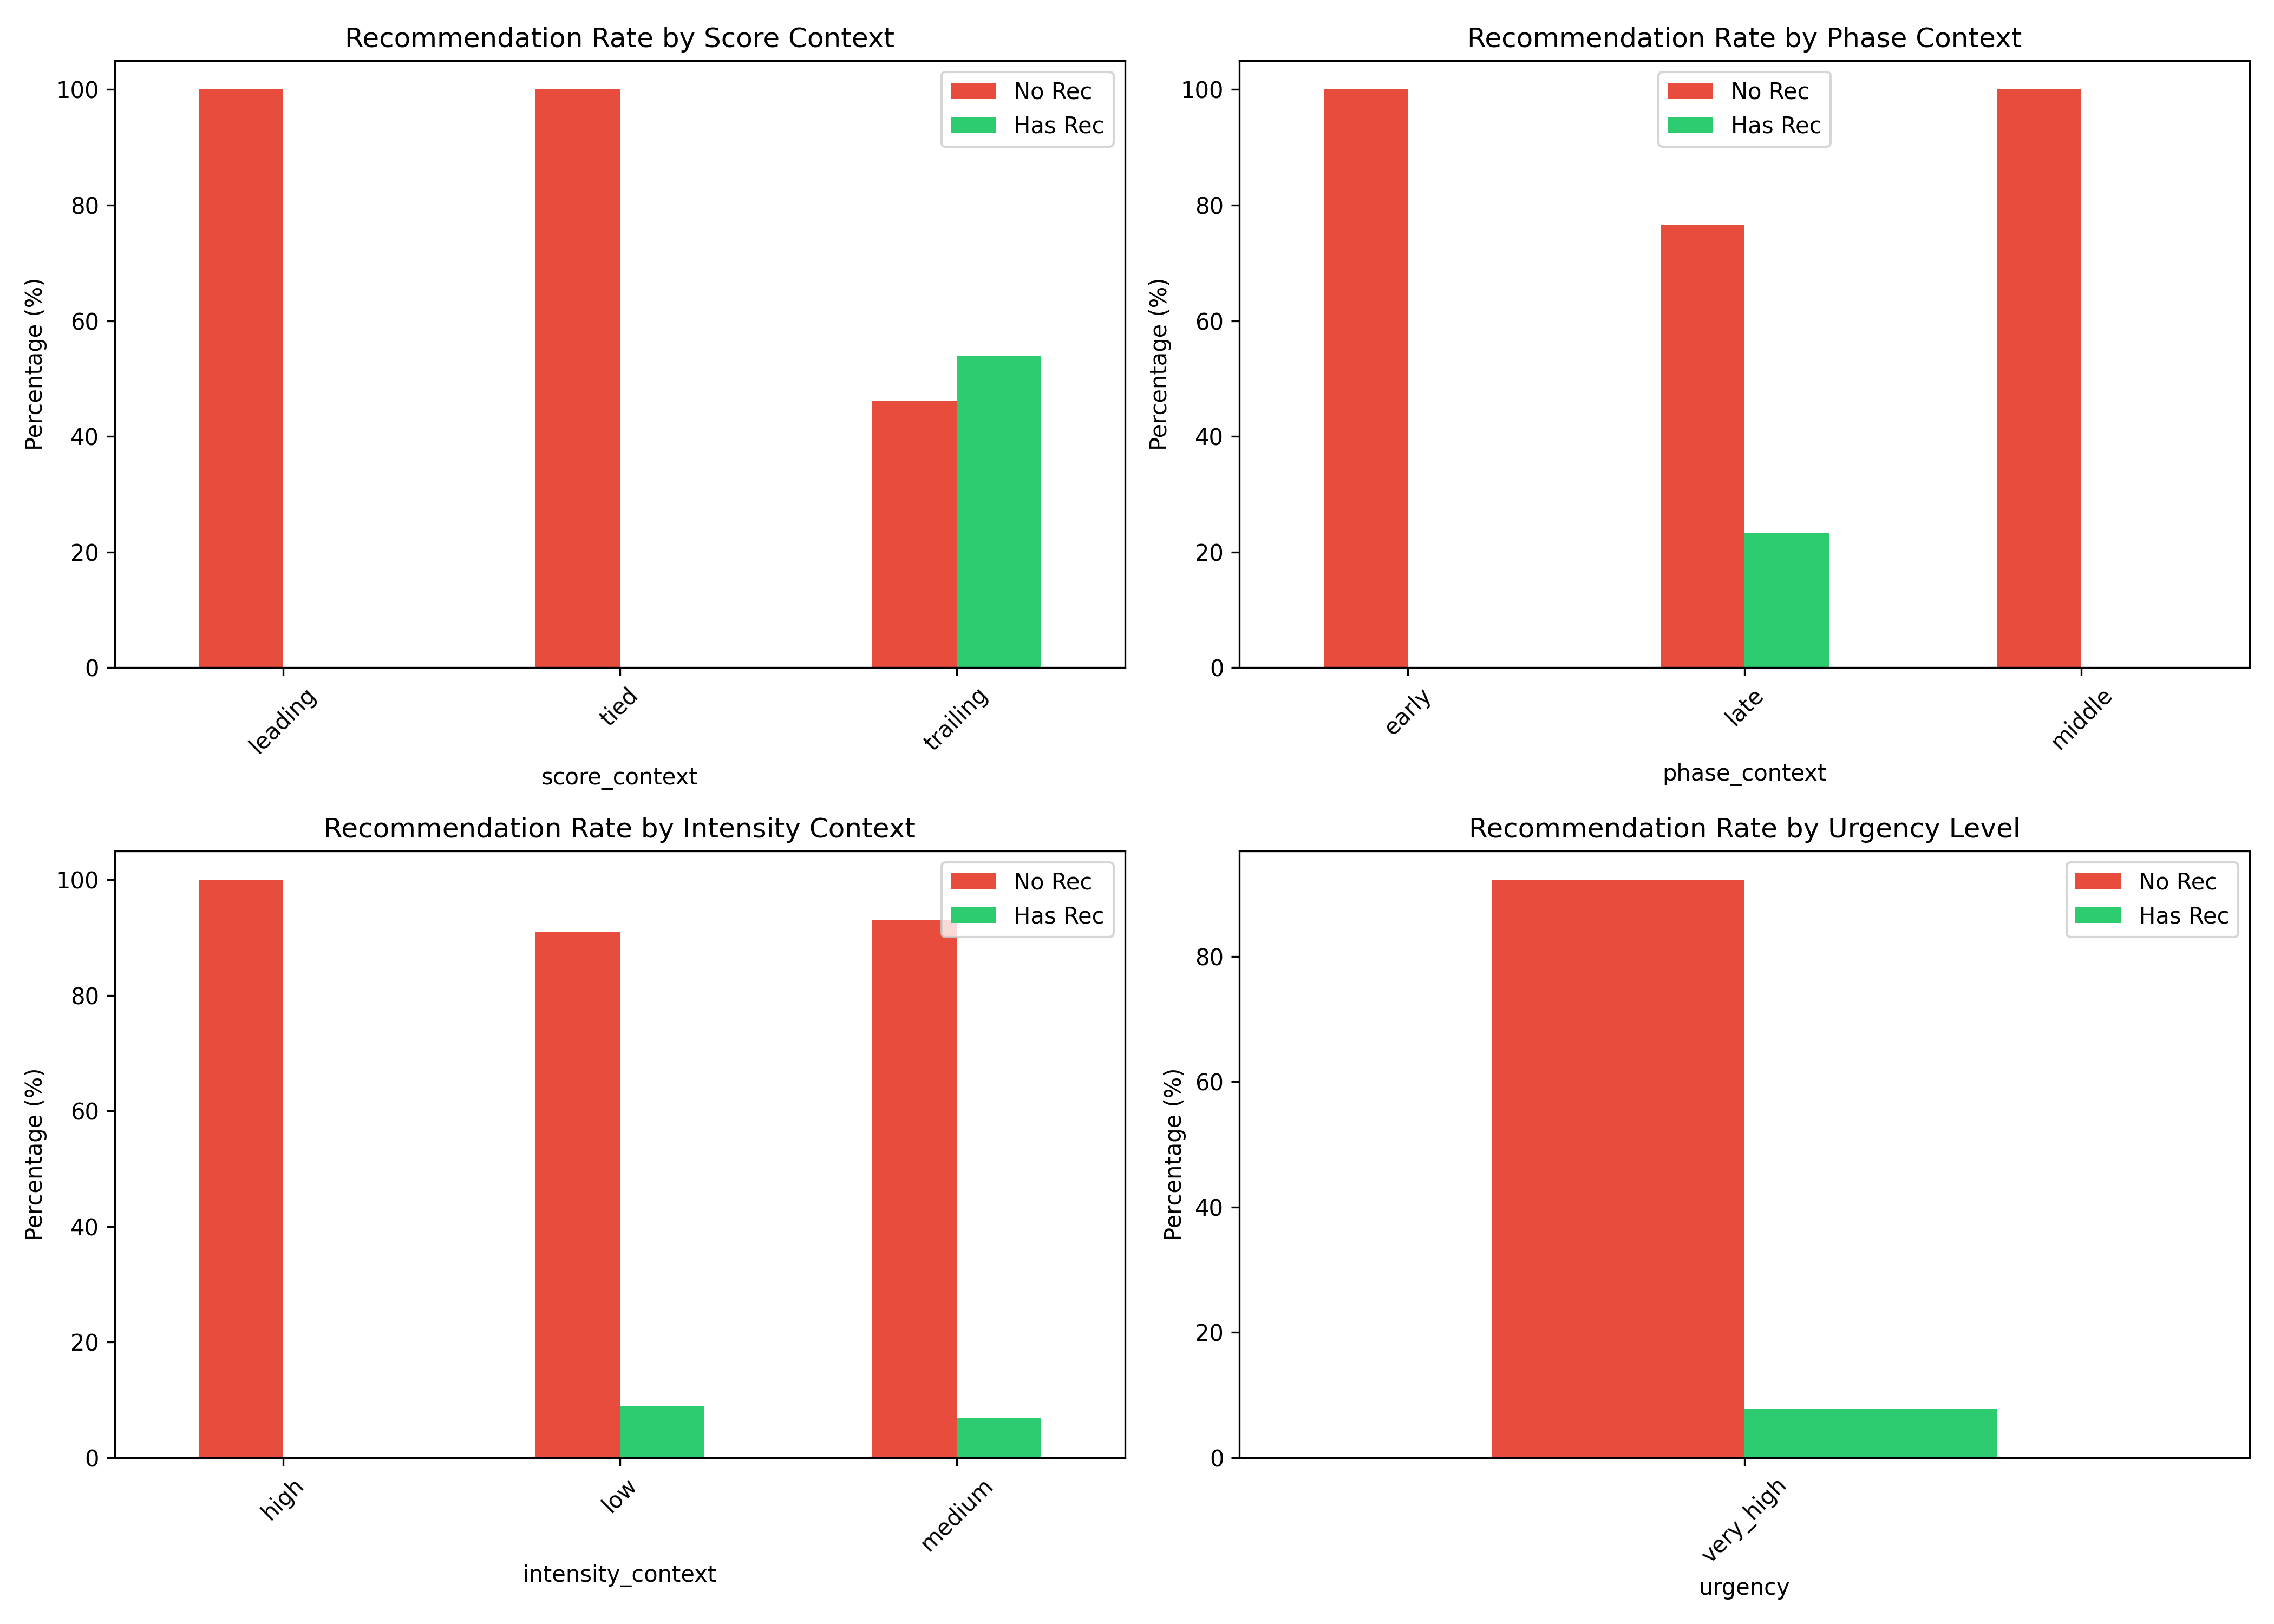 Recommendation Rate by Score Context
Percentage (%)
100
80
60
40
20
0
No Rec
Has Rec
leading
tied
trailing
score_context
Recommendation Rate by Phase Context
Percentage (%)
100
80
60
40
20
0
No Rec
Has Rec
early
late
middle
phase_context
Recommendation Rate by Intensity Context
Percentage (%)
100
80
60
40
20
0
No Rec
Has Rec
high
low
medium
intensity_context
Recommendation Rate by Urgency Level
Percentage (%)
80
60
40
20
0
No Rec
Has Rec
very_high
urgency